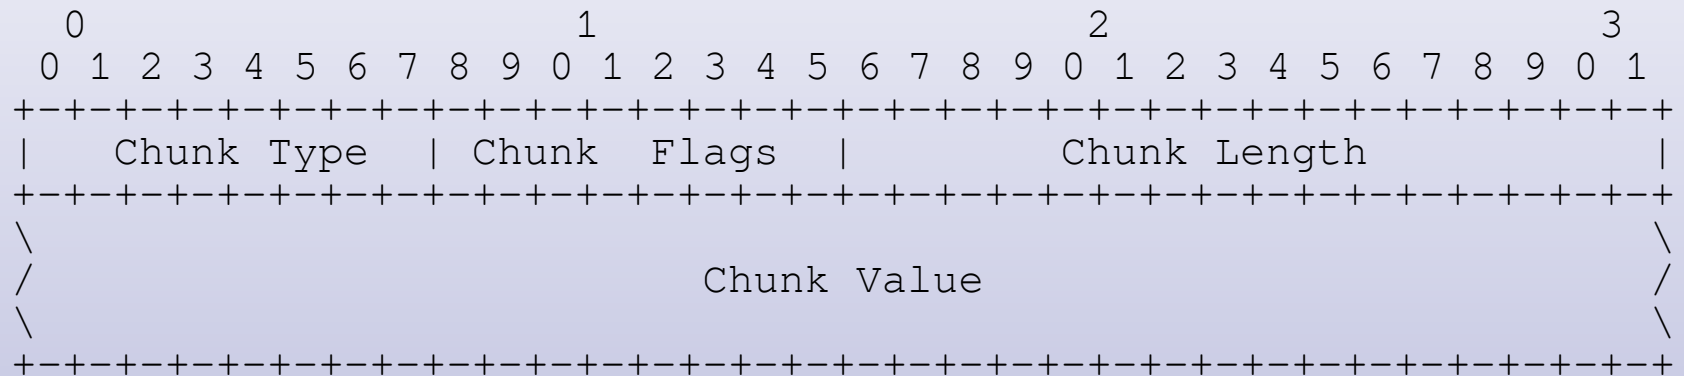 0                   1                   2                   3
 0 1 2 3 4 5 6 7 8 9 0 1 2 3 4 5 6 7 8 9 0 1 2 3 4 5 6 7 8 9 0 1
+-+-+-+-+-+-+-+-+-+-+-+-+-+-+-+-+-+-+-+-+-+-+-+-+-+-+-+-+-+-+-+-+
|   Chunk Type  | Chunk  Flags  |        Chunk Length           |
+-+-+-+-+-+-+-+-+-+-+-+-+-+-+-+-+-+-+-+-+-+-+-+-+-+-+-+-+-+-+-+-+
\                                                               \
/                          Chunk Value                          /
\                                                               \
+-+-+-+-+-+-+-+-+-+-+-+-+-+-+-+-+-+-+-+-+-+-+-+-+-+-+-+-+-+-+-+-+